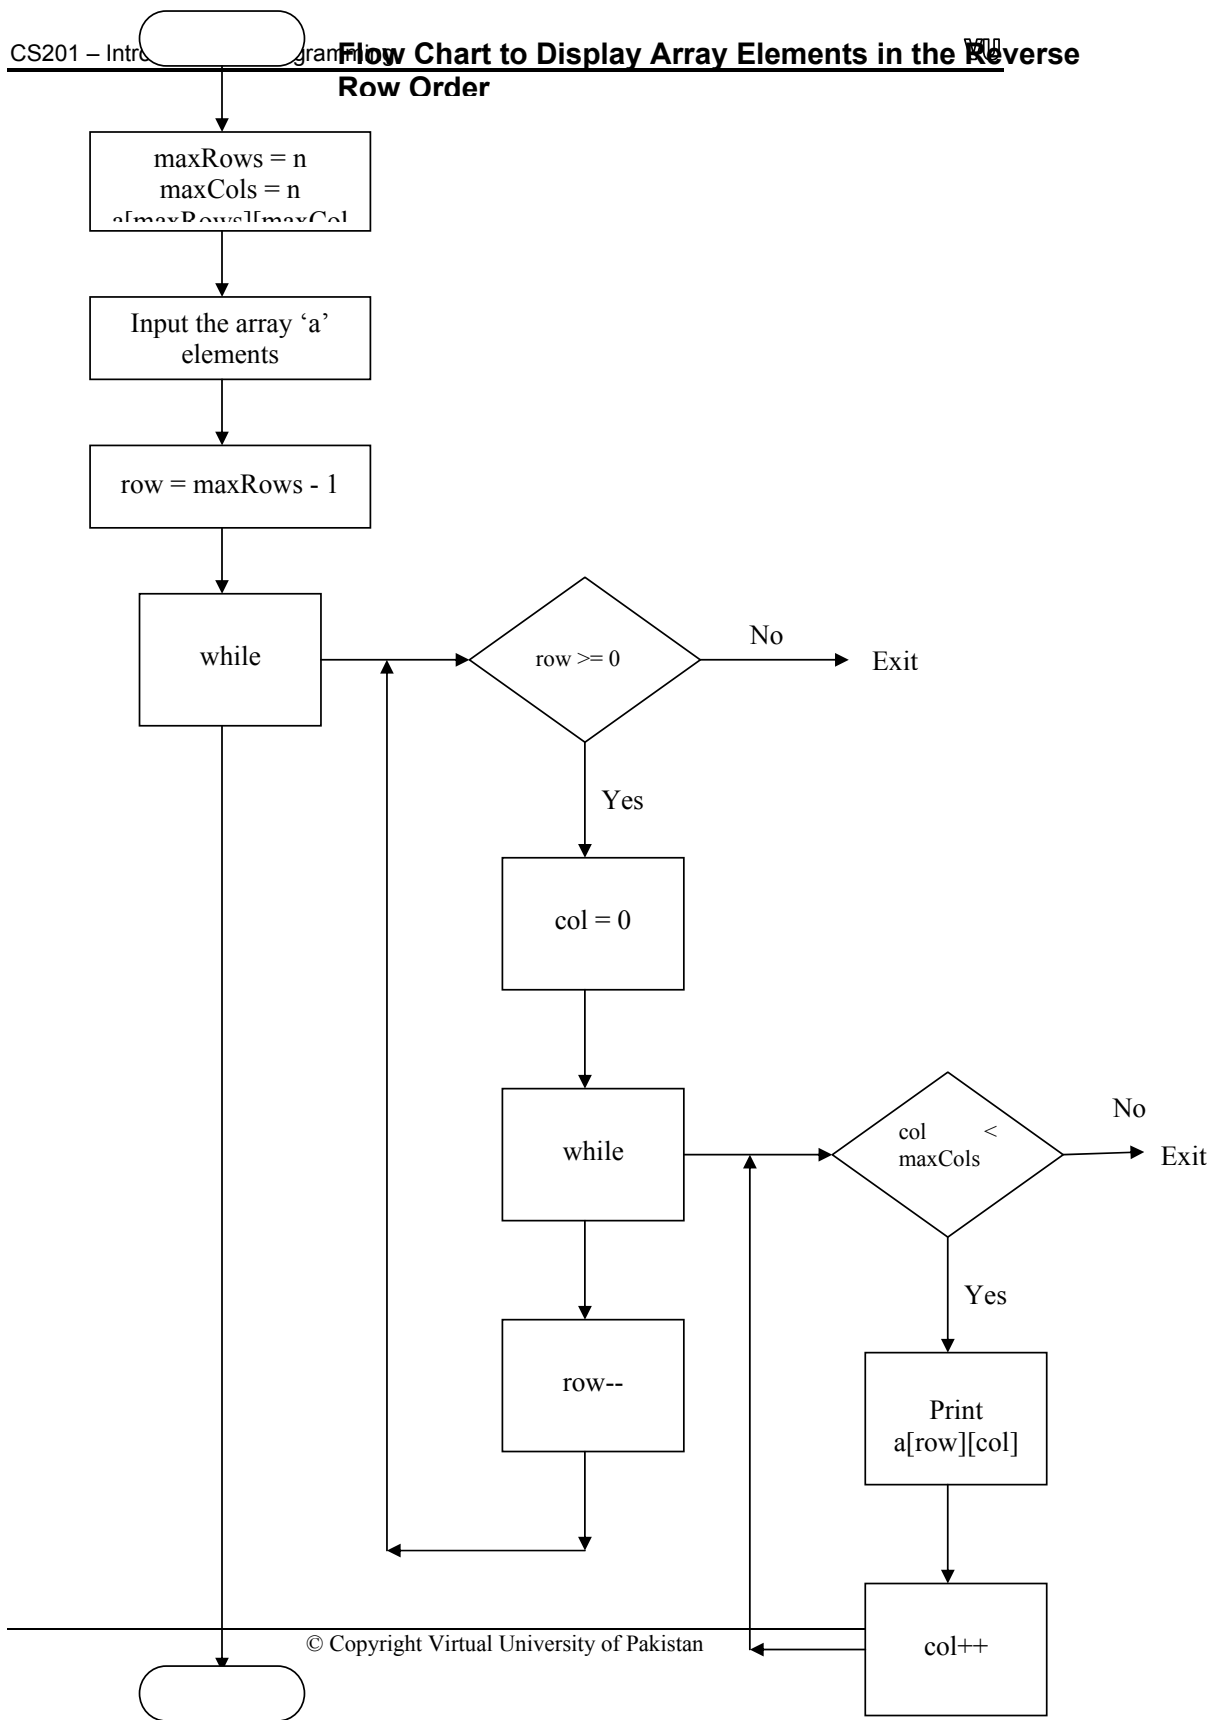 CS201 – Intro gramming
Flow Chart to Display Array Elements in the Reverse
Row Order
maxRows = n
maxCols = n
a[maxRows][maxCol
Input the array ‘a’
elements
row = maxRows - 1
while
row >= 0
No
Exit
Yes
col = 0
while
col <
maxCols
No
Exit
Yes
row--
Print
a[row][col]
col++
© Copyright Virtual University of Pakistan